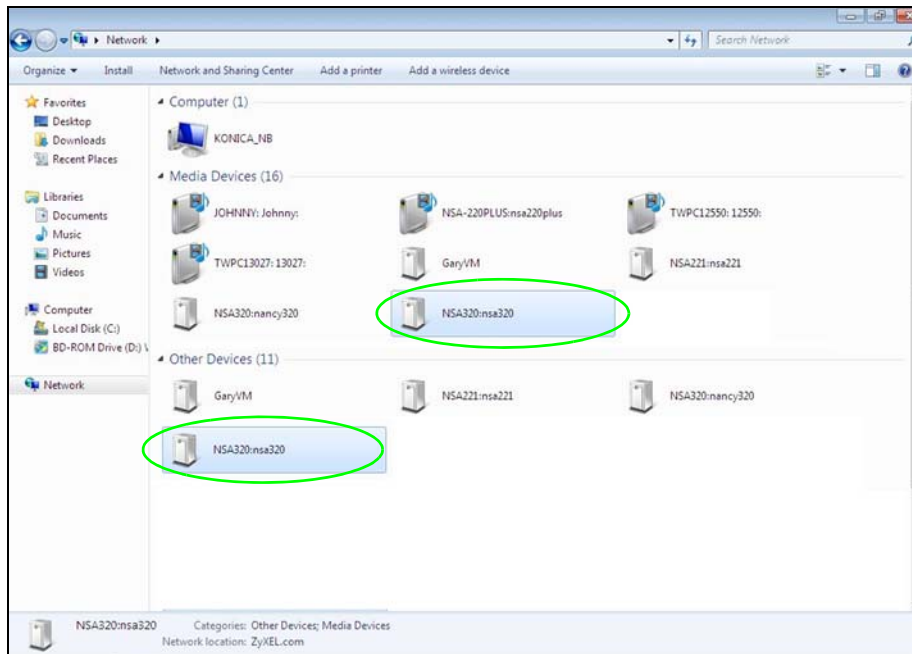 Network
Search Network
Organize Install Network and Sharing Center Add a printer Add a wireless device
Favorites
Desktop
Downloads
Recent Places
Libraries
Documents
Music
Pictures
Videos
Computer
Local Disk (C:)
BD-ROM Drive (D:) \
Network
Computer (1)
KONICA_NB
Media Devices (16)
JOHNNY: Johnny: NSA-220PLUS:nsa220plus TWPC12550: 12550:
TWPC13027: 13027: GaryVM NSA221:nsa221
NSA320:nancy320 NSA320:nsa320
Other Devices (11)
GaryVM NSA221:nsa221 NSA320:nancy320
NSA320:nsa320
NSA320:nsa320 Categories: Other Devices; Media Devices
Network location: ZyXEL.com